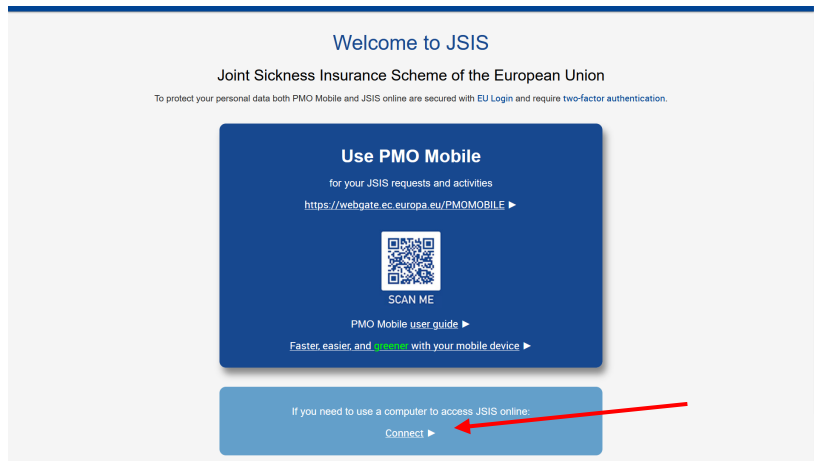 Welcome to JSIS
Joint Sickness Insurance Scheme of the European Union
To protect your personal data both PMO Mobile and JSIS online are secured with EU Login and require two-factor authentication.
Use PMO Mobile
for your JSIS requests and activities
https://webgate.ec.europa.eu/PMOMOBILE ►
SCAN ME
PMO Mobile user guide ►
Faster, easier, and greener with your mobile device ►
If you need to use a computer to access JSIS online:
Connect ►